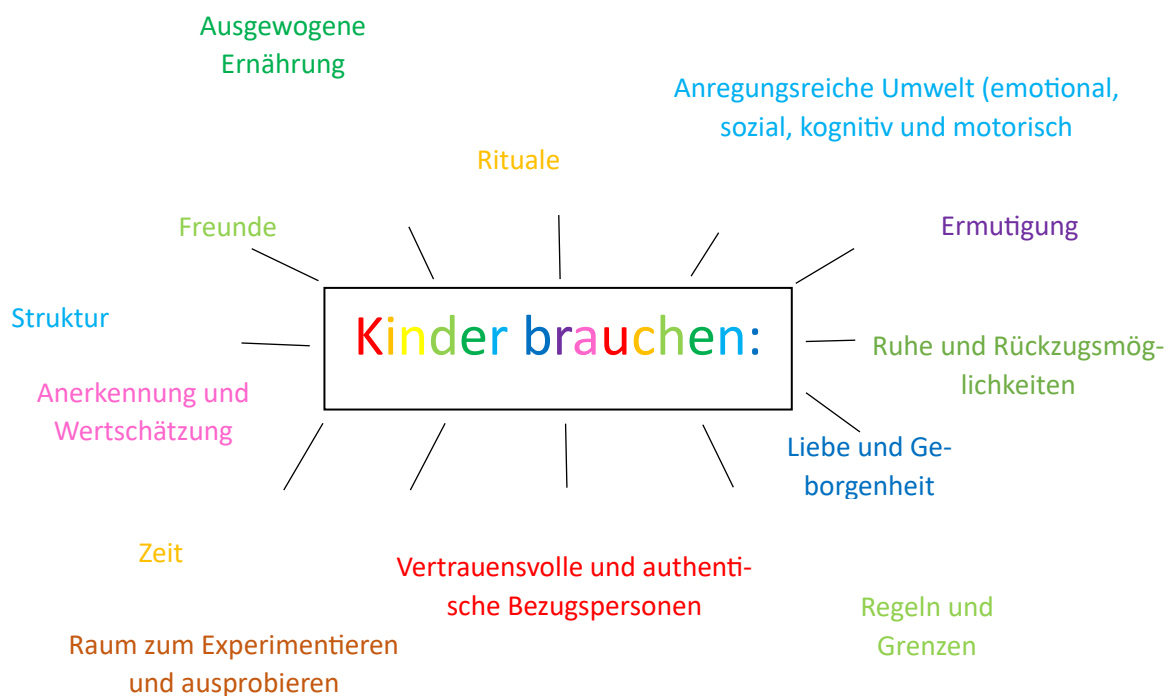 Ausgewogene
Ernährung
Anregungsreiche Umwelt (emotional,
sozial, kognitiv und motorisch
Rituale
Freunde
Ermutigung
Struktur
Kinder brauchen:
Ruhe und Rückzugsmög-
lichkeiten
Anerkennung und
Wertschätzung
Liebe und Ge-
borgenheit
Zeit
Vertrauensvolle und authenti-
sche Bezugspersonen
Regeln und
Grenzen
Raum zum Experimentieren
und ausprobieren